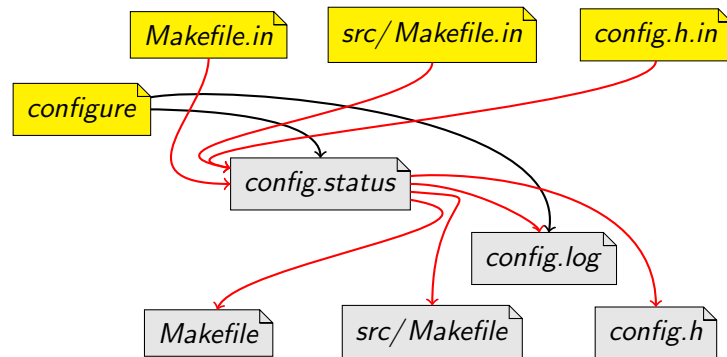 Makefile.in
src/Makefile.in
config.h.in
configure
config.status
config.log
Makefile
src/Makefile
config.h